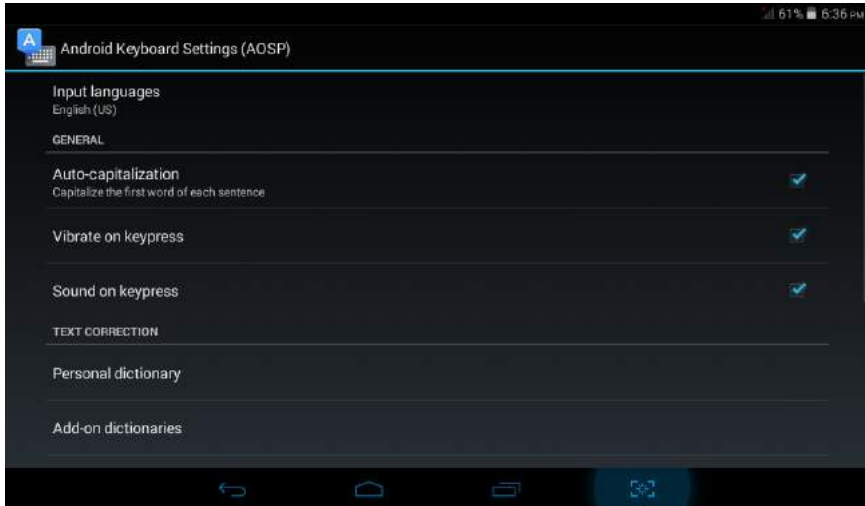 61% 6:36 PM
A
Android Keyboard Settings (AOSP)
Input languages
English (US)
GENERAL
Auto-capitalization
Capitalize the first word of each sentence
Vibrate on keypress
Sound on keypress
TEXT CORRECTION
Personal dictionary
Add-on dictionaries